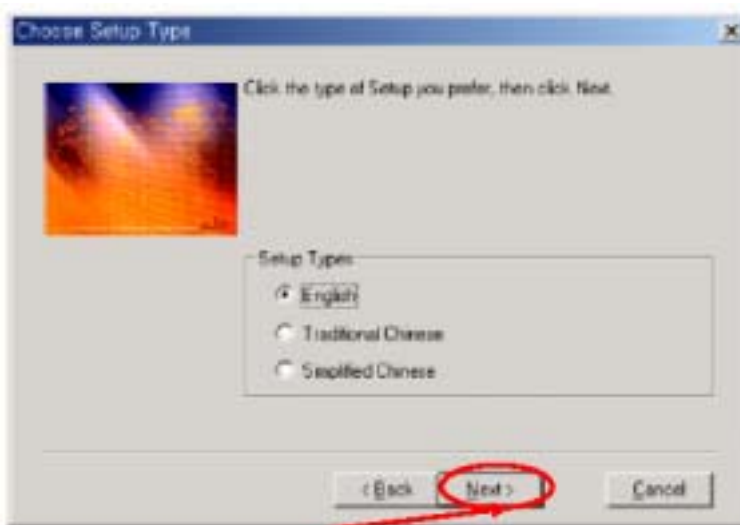 Choose Setup Type
Click the type of Setup you prefer, then click Next.
Setup Types
English
Traditional Chinese
Simplified Chinese
< Back
Next >
Cancel